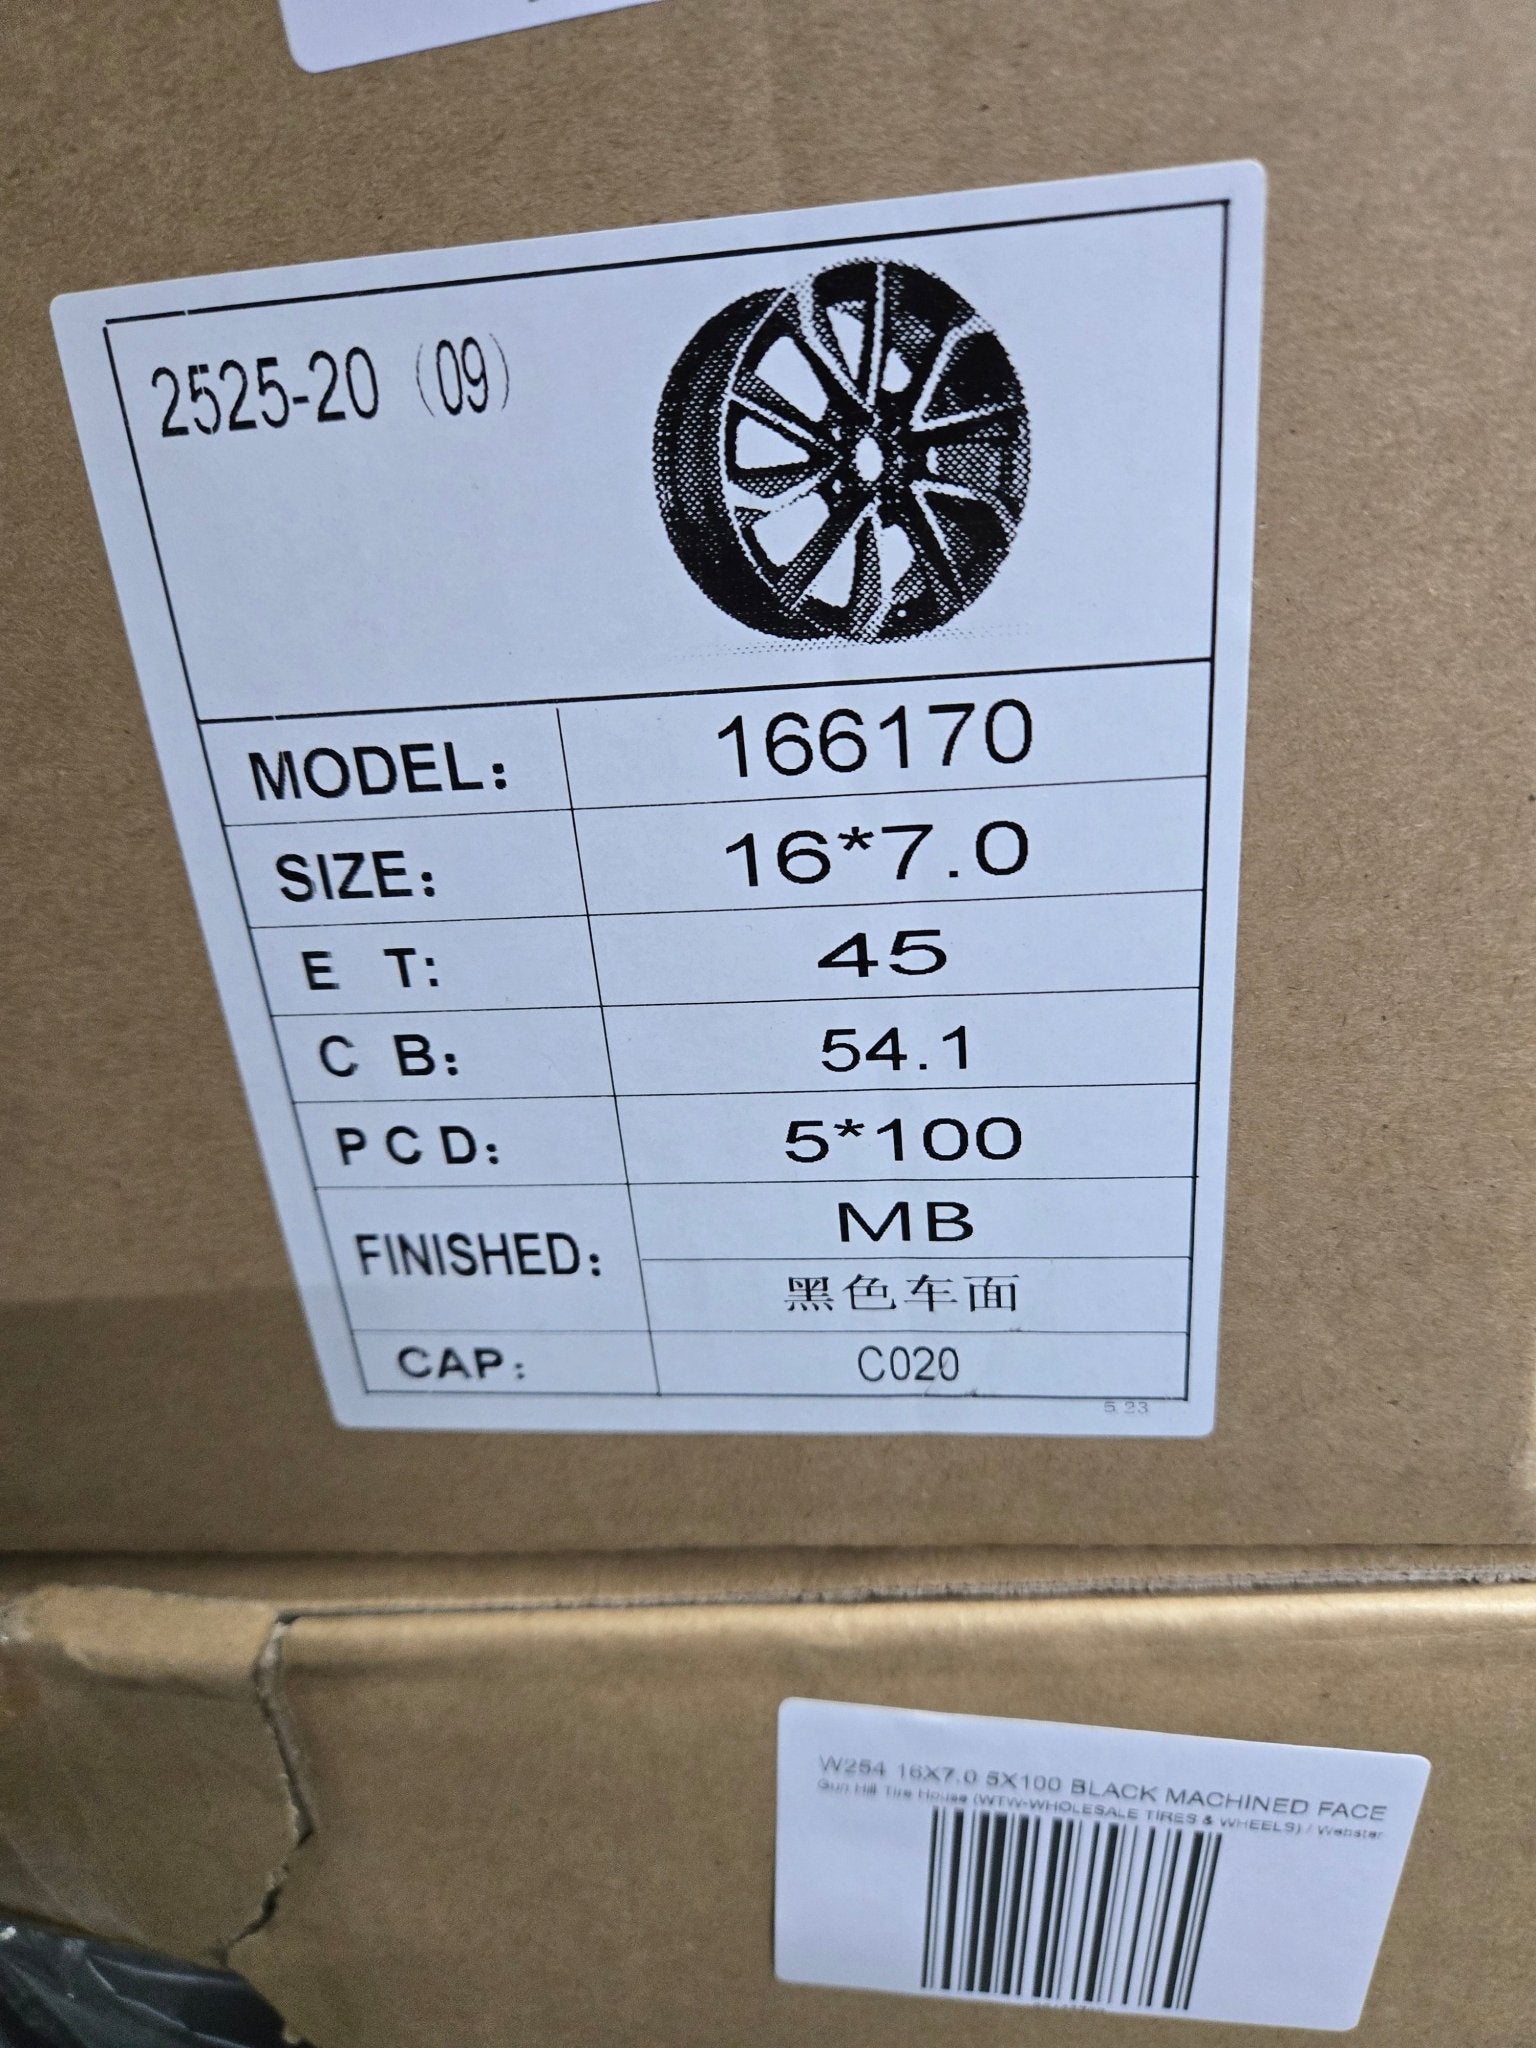 2525-20 (09)
MODEL: 166170
SIZE: 16*7.0
E T: 45
C B: 54.1
P C D: 5*100
FINISHED: MB
黑色车面
CAP: C020
5.23
W254 16X7.0 5X100 BLACK MACHINED FACE
Gun Hill Tire House (WTW-WHOLESALE TIRES & WHEELS) / Webster